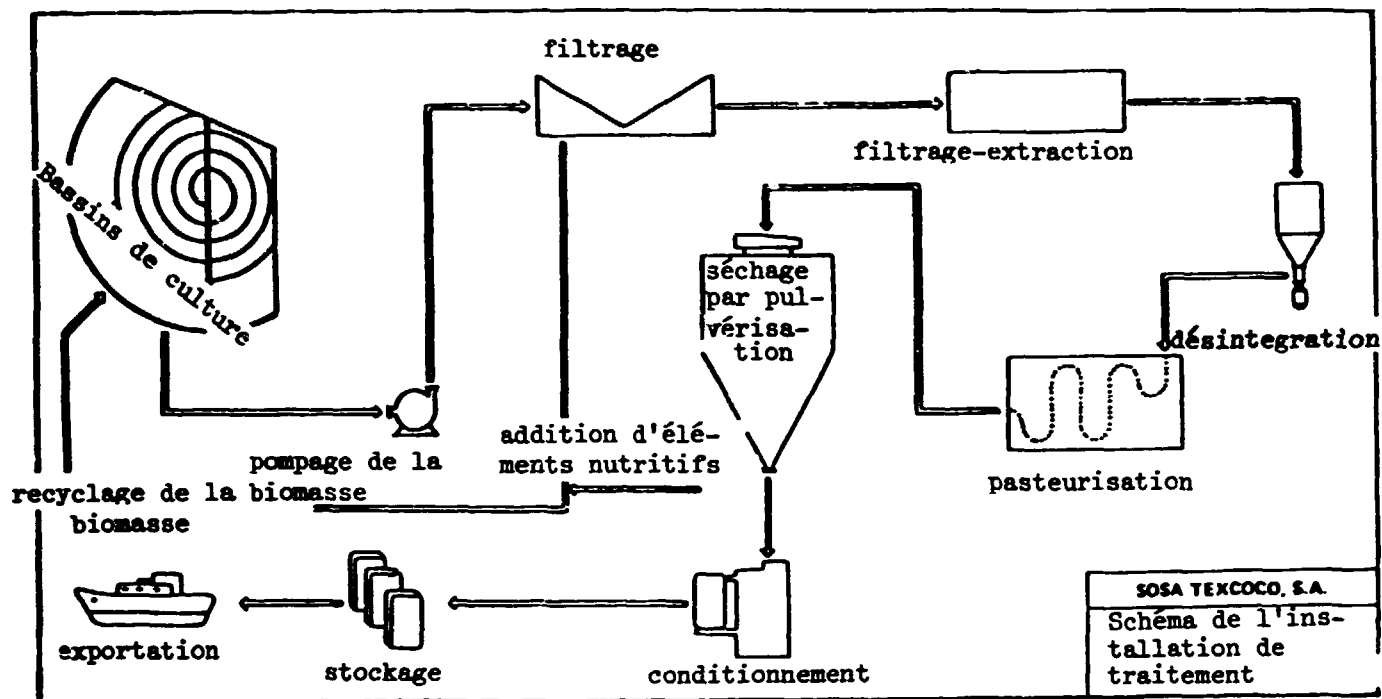 filtrage
filtrage-extraction
Bassins de culture
séchage
par pul-
vérisa-
tion
désintegration
addition d'élé-
ments nutritifs
pompage de la
biomasse
recyclage de la
biomasse
pasteurisation
exportation
stockage
conditionnement
SOSA TEXCOCO, S.A.
Schéma de l'ins-
tallation de
traitement